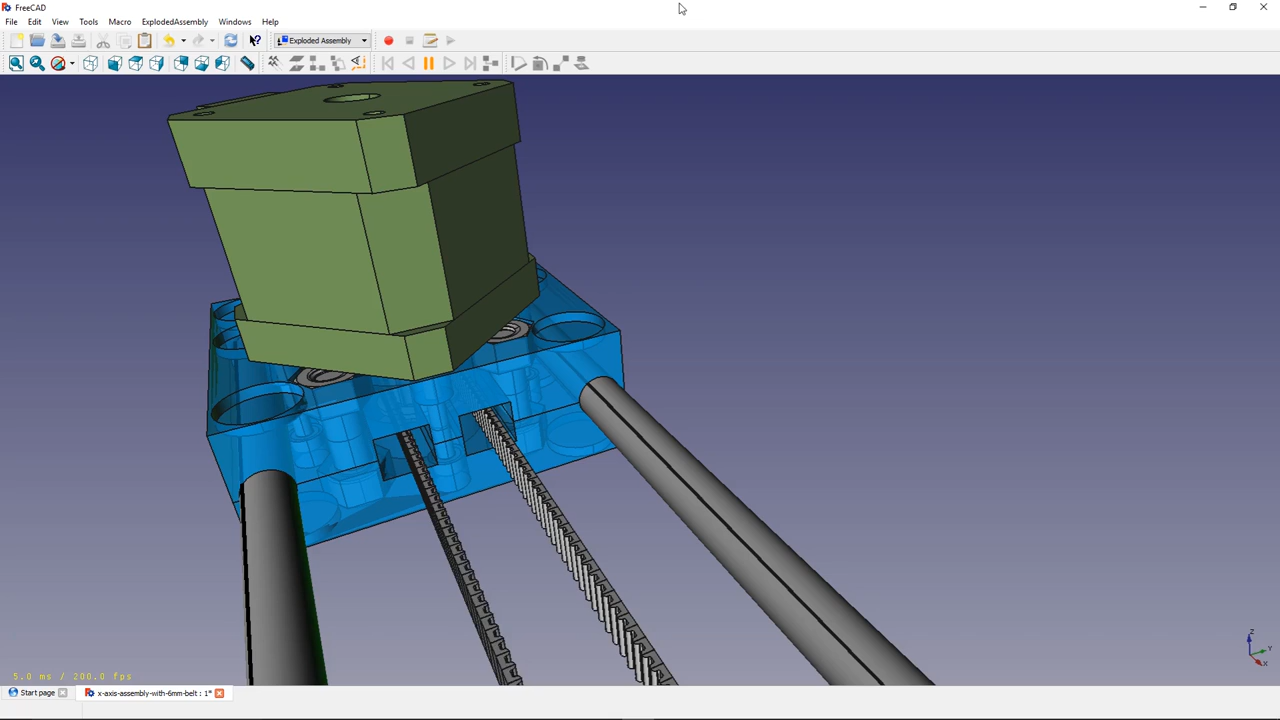 FreeCAD
File Edit View Tools Macro ExplodedAssembly Windows Help
Exploded Assembly
Z
Y
X
5.0 ms / 200.0 fps
Start page
x-axis-assembly-with-6mm-belt : 1*